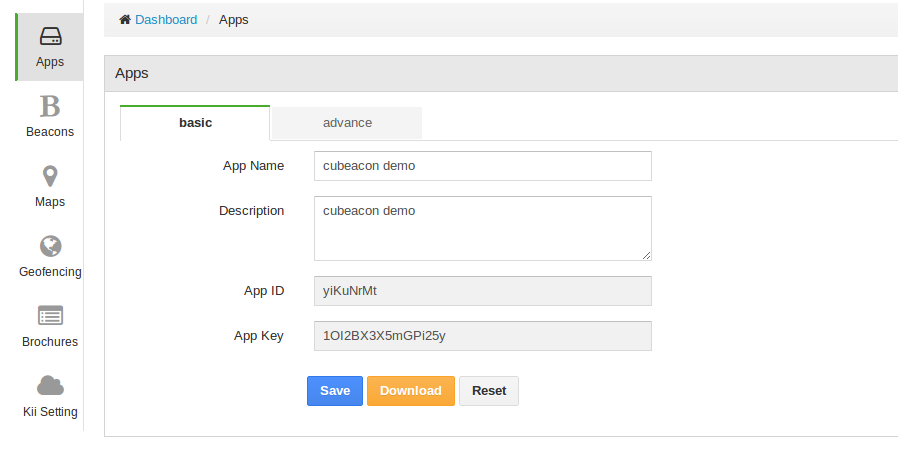 Dashboard / Apps
Apps
Beacons
Maps
Geofencing
Brochures
Kii Setting
Apps
basic advance
App Name cubeacon demo
Description cubeacon demo
App ID yiKuNrMt
App Key 1OI2BX3X5mGPi25y
Save Download Reset